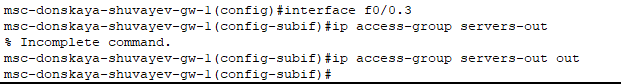 msc-donskaya-shuvayev-gw-1(config)#interface f0/0.3
msc-donskaya-shuvayev-gw-1(config-subif)#ip access-group servers-out
% Incomplete command.
msc-donskaya-shuvayev-gw-1(config-subif)#ip access-group servers-out out
msc-donskaya-shuvayev-gw-1(config-subif)#